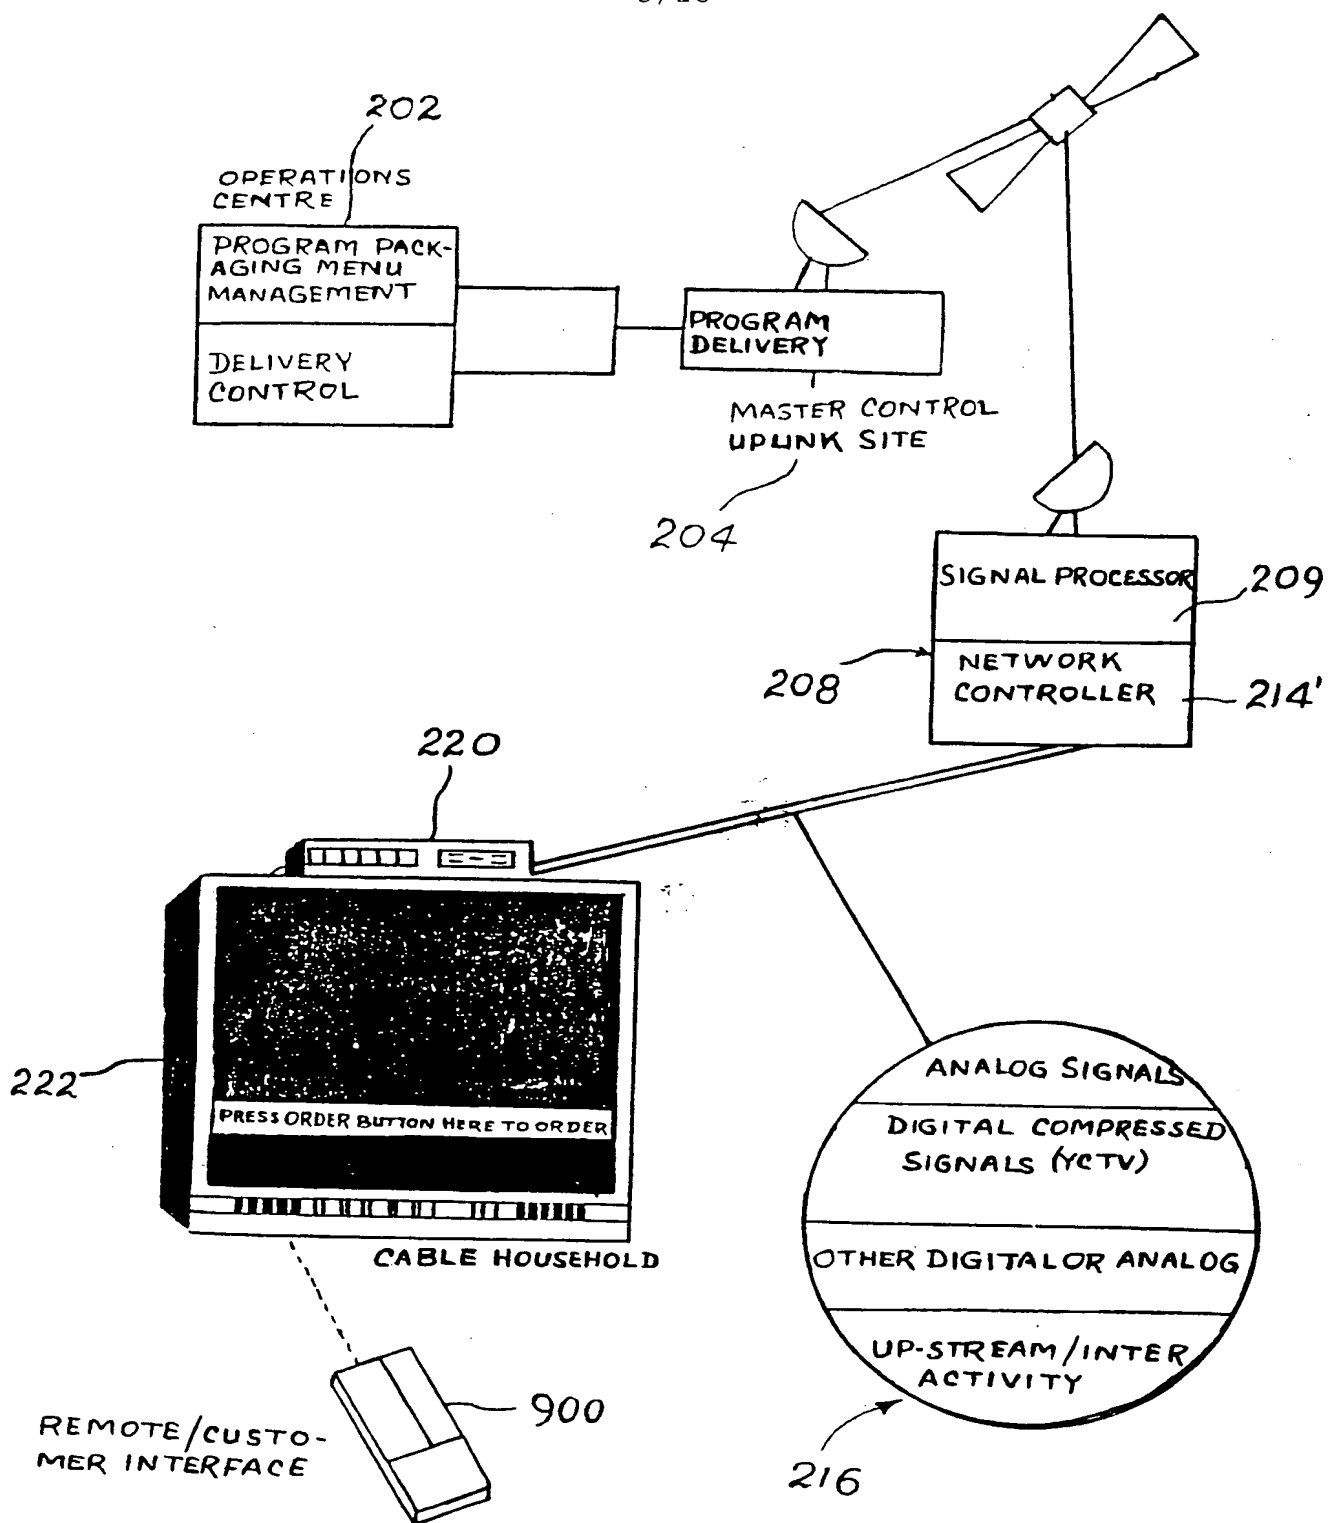 202
OPERATIONS
CENTRE
PROGRAM PACK-
AGING MENU
MANAGEMENT
DELIVERY
CONTROL
PROGRAM
DELIVERY
MASTER CONTROL
UPLINK SITE
204
SIGNAL PROCESSOR
209
NETWORK
CONTROLLER
208
214'
220
222
PRESS ORDER BUTTON HERE TO ORDER
CABLE HOUSEHOLD
ANALOG SIGNALS
DIGITAL COMPRESSED
SIGNALS (YCTV)
OTHER DIGITAL OR ANALOG
UP-STREAM/INTER
ACTIVITY
216
900
REMOTE/CUSTO-
MER INTERFACE